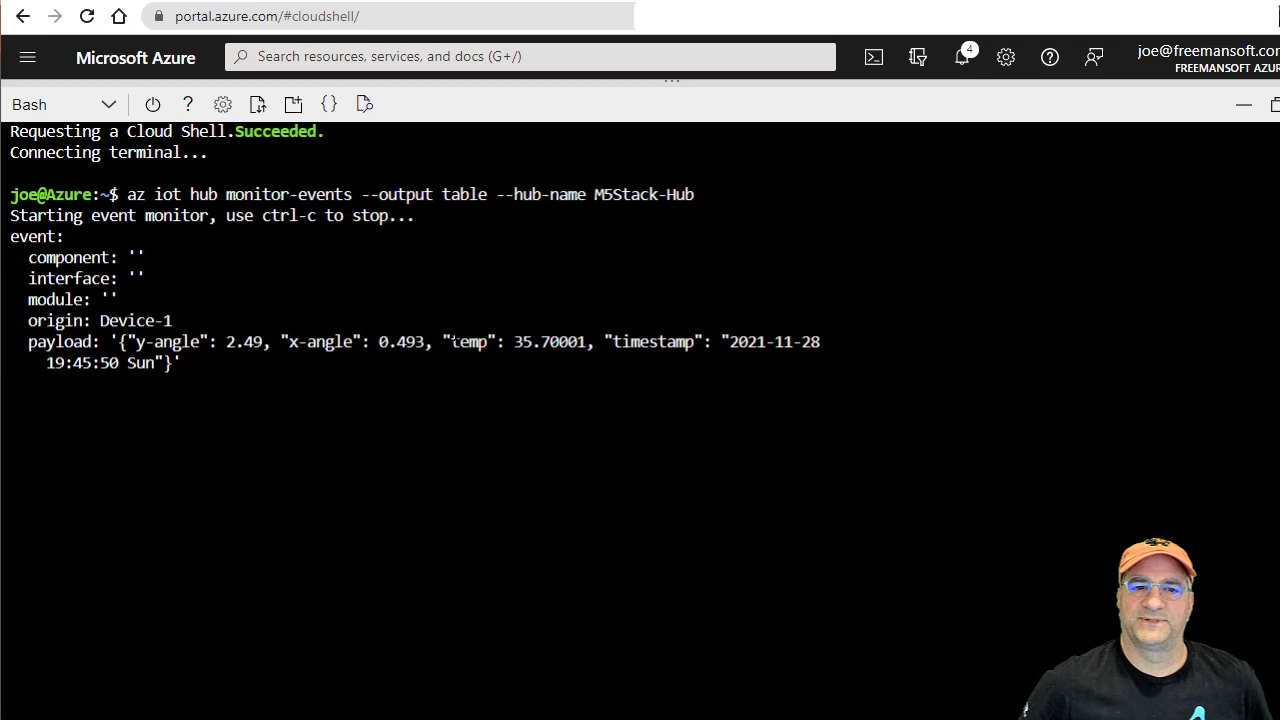 portal.azure.com/#cloudshell/
Microsoft Azure
Search resources, services, and docs (G+/)
4
joe@freemansoft.com
FREEMANSOFT AZUR
Bash
Requesting a Cloud Shell.Succeeded.
Connecting terminal...
joe@Azure:~$ az iot hub monitor-events --output table --hub-name M5Stack-Hub
Starting event monitor, use ctrl-c to stop...
event:
component: ''
interface: ''
module: ''
origin: Device-1
payload: '{"y-angle": 2.49, "x-angle": 0.493, "temp": 35.70001, "timestamp": "2021-11-28
19:45:50 Sun"}'